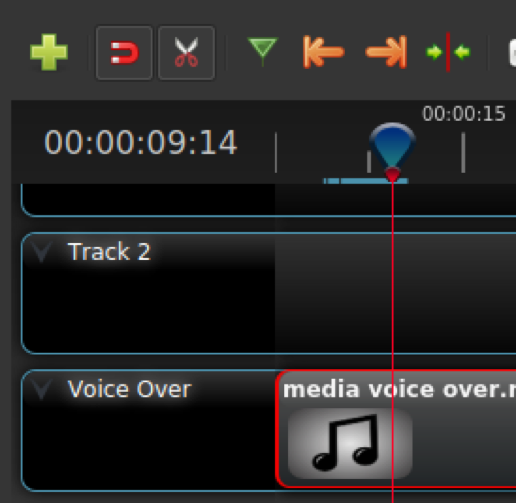 00:00:15
00:00:09:14
Track 2
Voice Over
media voice over.